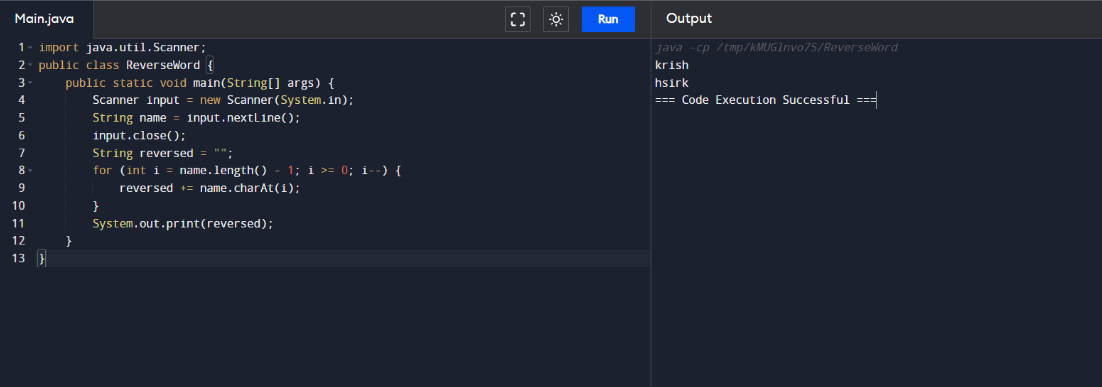 Main.java
Run
Output
1 import java.util.Scanner;
2 public class ReverseWord {
3     public static void main(String[] args) {
4         Scanner input = new Scanner(System.in);
5         String name = input.nextLine();
6         input.close();
7         String reversed = "";
8         for (int i = name.length() - 1; i >= 0; i--) {
9             reversed += name.charAt(i);
10         }
11         System.out.print(reversed);
12     }
13 }
java -cp /tmp/kMUGlnvo75/ReverseWord
krish
hsirk
=== Code Execution Successful ===